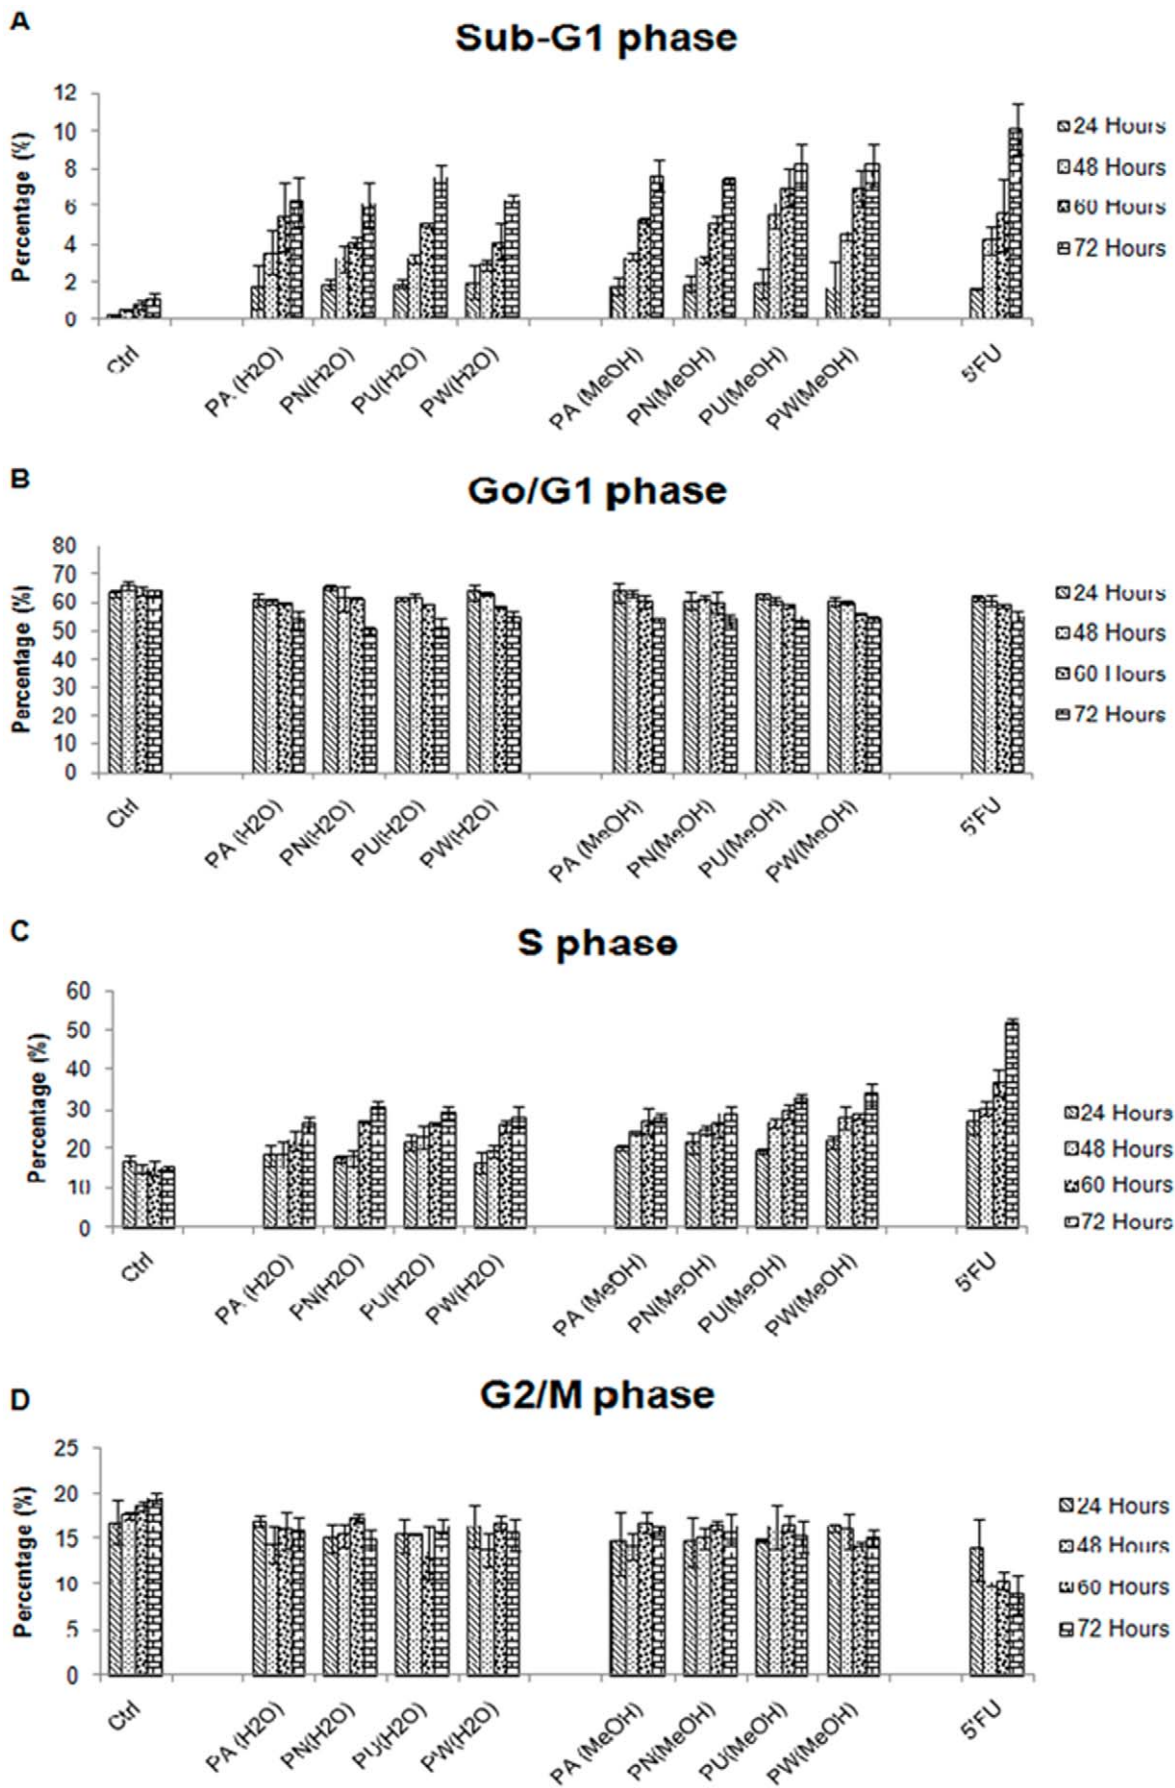 A
Sub-G1 phase
Percentage (%)
12
10
8
6
4
2
0
Ctrl
PA (H2O)
PN(H2O)
PU(H2O)
PW(H2O)
PA (MeOH)
PN(MeOH)
PU(MeOH)
PW(MeOH)
5'FU
24 Hours
48 Hours
60 Hours
72 Hours
B
Go/G1 phase
Percentage (%)
80
70
60
50
40
30
20
10
0
Ctrl
PA (H2O)
PN(H2O)
PU(H2O)
PW(H2O)
PA (MeOH)
PN(MeOH)
PU(MeOH)
PW(MeOH)
5'FU
24 Hours
48 Hours
60 Hours
72 Hours
C
S phase
Percentage (%)
60
50
40
30
20
10
0
Ctrl
PA (H2O)
PN(H2O)
PU(H2O)
PW(H2O)
PA (MeOH)
PN(MeOH)
PU(MeOH)
PW(MeOH)
5'FU
24 Hours
48 Hours
60 Hours
72 Hours
D
G2/M phase
Percentage (%)
25
20
15
10
5
0
Ctrl
PA (H2O)
PN(H2O)
PU(H2O)
PW(H2O)
PA (MeOH)
PN(MeOH)
PU(MeOH)
PW(MeOH)
5'FU
24 Hours
48 Hours
60 Hours
72 Hours